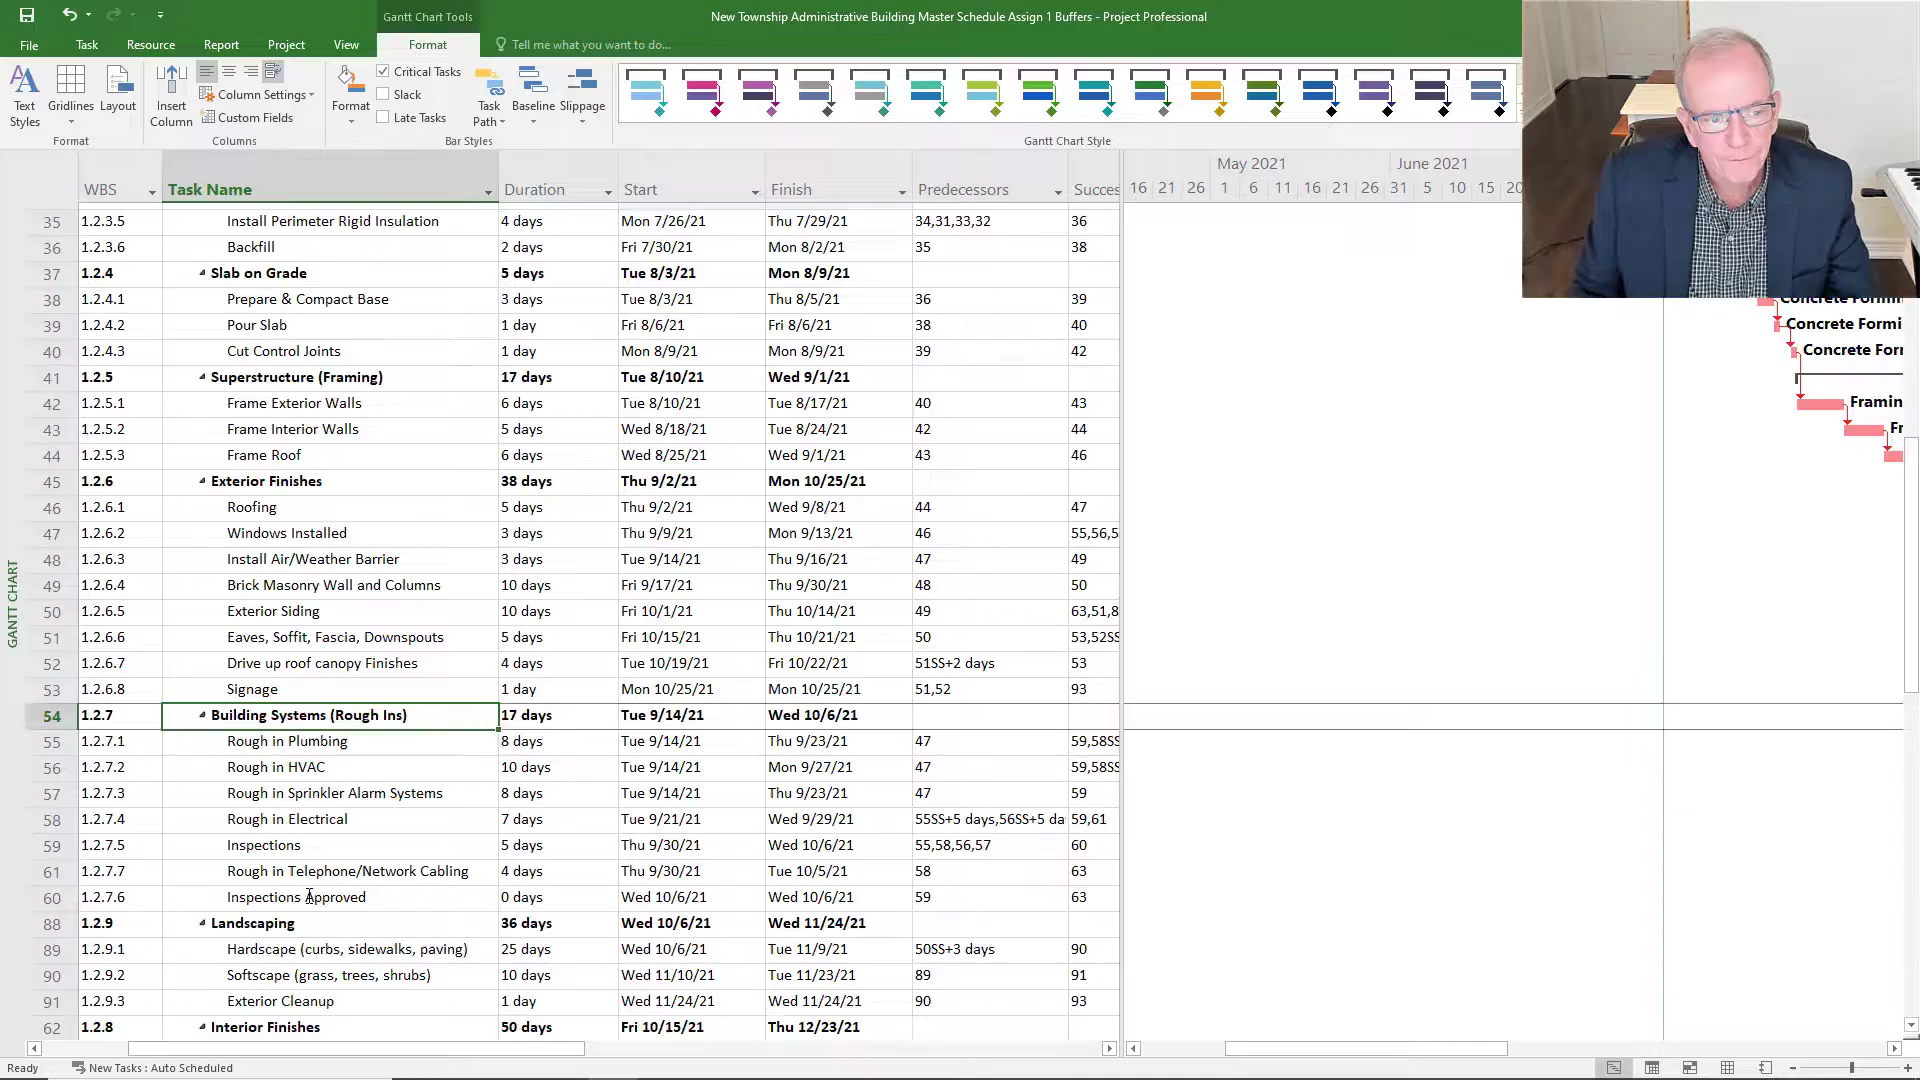 Gantt Chart Tools
New Township Administrative Building Master Schedule Assign 1 Buffers - Project Professional
File Task Resource Report Project View Format Tell me what you want to do...
Text Styles Gridlines Layout Insert Column Column Settings Custom Fields Format Critical Tasks Slack Late Tasks Task Path Baseline Slippage
Format Columns Bar Styles Gantt Chart Style
May 2021 June 2021
WBS Task Name Duration Start Finish Predecessors Succes 16 21 26 1 6 11 16 21 26 31 5 10 15 20
35 1.2.3.5 Install Perimeter Rigid Insulation 4 days Mon 7/26/21 Thu 7/29/21 34,31,33,32 36
36 1.2.3.6 Backfill 2 days Fri 7/30/21 Mon 8/2/21 35 38
37 1.2.4 Slab on Grade 5 days Tue 8/3/21 Mon 8/9/21
38 1.2.4.1 Prepare & Compact Base 3 days Tue 8/3/21 Thu 8/5/21 36 39 Concrete Formi
39 1.2.4.2 Pour Slab 1 day Fri 8/6/21 Fri 8/6/21 38 40 Concrete Formi
40 1.2.4.3 Cut Control Joints 1 day Mon 8/9/21 Mon 8/9/21 39 42 Concrete For
41 1.2.5 Superstructure (Framing) 17 days Tue 8/10/21 Wed 9/1/21
42 1.2.5.1 Frame Exterior Walls 6 days Tue 8/10/21 Tue 8/17/21 40 43 Framin
43 1.2.5.2 Frame Interior Walls 5 days Wed 8/18/21 Tue 8/24/21 42 44 Fr
44 1.2.5.3 Frame Roof 6 days Wed 8/25/21 Wed 9/1/21 43 46
45 1.2.6 Exterior Finishes 38 days Thu 9/2/21 Mon 10/25/21
46 1.2.6.1 Roofing 5 days Thu 9/2/21 Wed 9/8/21 44 47
47 1.2.6.2 Windows Installed 3 days Thu 9/9/21 Mon 9/13/21 46 55,56,5
48 1.2.6.3 Install Air/Weather Barrier 3 days Tue 9/14/21 Thu 9/16/21 47 49
49 1.2.6.4 Brick Masonry Wall and Columns 10 days Fri 9/17/21 Thu 9/30/21 48 50
50 1.2.6.5 Exterior Siding 10 days Fri 10/1/21 Thu 10/14/21 49 63,51,8
51 1.2.6.6 Eaves, Soffit, Fascia, Downspouts 5 days Fri 10/15/21 Thu 10/21/21 50 53,52SS
52 1.2.6.7 Drive up roof canopy Finishes 4 days Tue 10/19/21 Fri 10/22/21 51SS+2 days 53
53 1.2.6.8 Signage 1 day Mon 10/25/21 Mon 10/25/21 51,52 93
54 1.2.7 Building Systems (Rough Ins) 17 days Tue 9/14/21 Wed 10/6/21
55 1.2.7.1 Rough in Plumbing 8 days Tue 9/14/21 Thu 9/23/21 47 59,58SS
56 1.2.7.2 Rough in HVAC 10 days Tue 9/14/21 Mon 9/27/21 47 59,58SS
57 1.2.7.3 Rough in Sprinkler Alarm Systems 8 days Tue 9/14/21 Thu 9/23/21 47 59
58 1.2.7.4 Rough in Electrical 7 days Tue 9/21/21 Wed 9/29/21 55SS+5 days,56SS+5 da 59,61
59 1.2.7.5 Inspections 5 days Thu 9/30/21 Wed 10/6/21 55,58,56,57 60
61 1.2.7.7 Rough in Telephone/Network Cabling 4 days Thu 9/30/21 Tue 10/5/21 58 63
60 1.2.7.6 Inspections Approved 0 days Wed 10/6/21 Wed 10/6/21 59 63
88 1.2.9 Landscaping 36 days Wed 10/6/21 Wed 11/24/21
89 1.2.9.1 Hardscape (curbs, sidewalks, paving) 25 days Wed 10/6/21 Tue 11/9/21 50SS+3 days 90
90 1.2.9.2 Softscape (grass, trees, shrubs) 10 days Wed 11/10/21 Tue 11/23/21 89 91
91 1.2.9.3 Exterior Cleanup 1 day Wed 11/24/21 Wed 11/24/21 90 93
62 1.2.8 Interior Finishes 50 days Fri 10/15/21 Thu 12/23/21
GANTT CHART
Ready New Tasks : Auto Scheduled